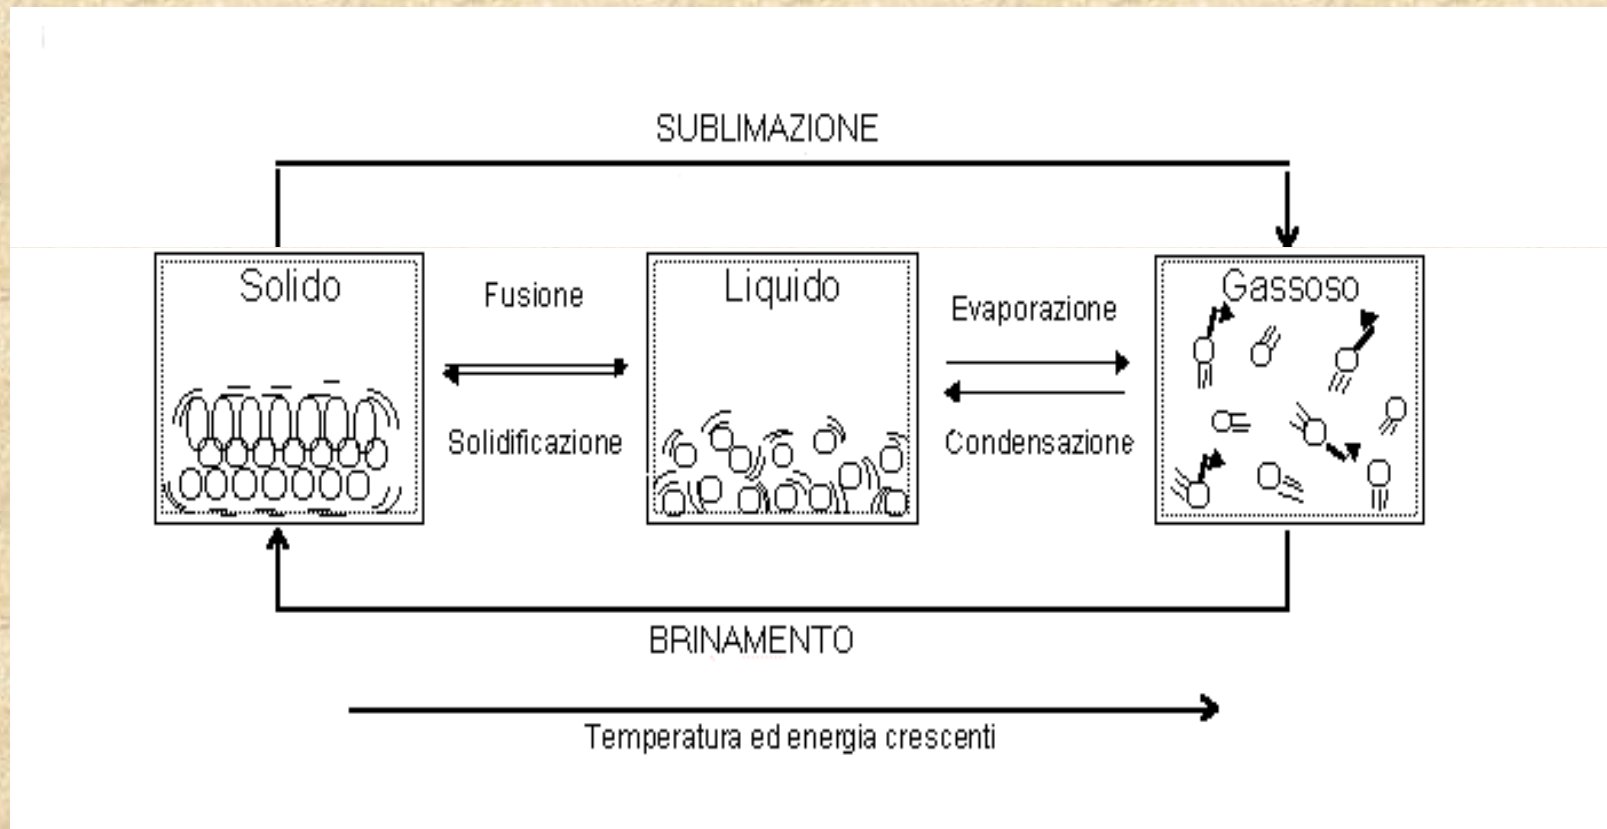 SUBLIMAZIONE
Solido
Fusione
Solidificazione
Liquido
Evaporazione
Condensazione
Gassoso
BRINAMENTO
Temperatura ed energia crescenti